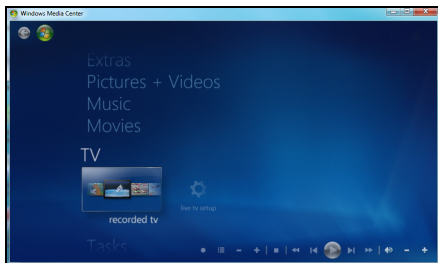 Windows Media Center
Extras
Pictures + Videos
Music
Movies
TV
recorded tv
live tv setup
Tasks